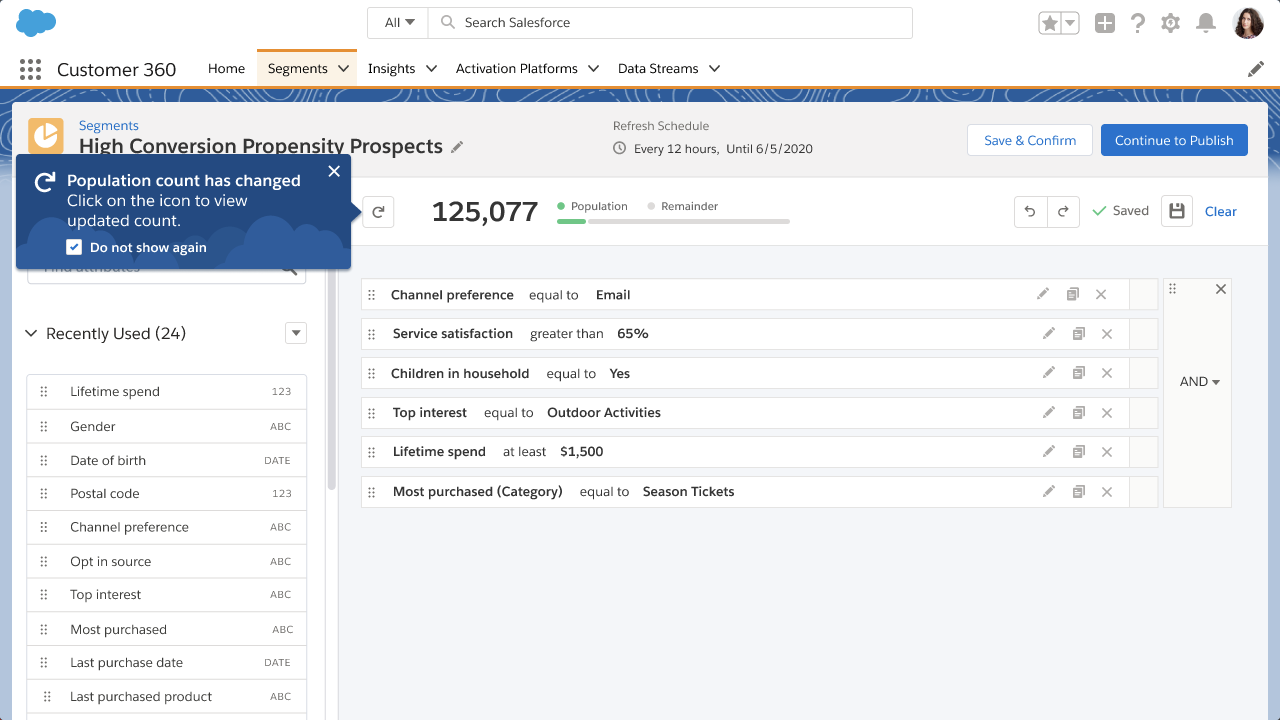 All
Search Salesforce
Customer 360
Home
Segments
Insights
Activation Platforms
Data Streams
Segments
High Conversion Propensity Prospects
Refresh Schedule
Every 12 hours, Until 6/5/2020
Save & Confirm
Continue to Publish
Population count has changed
Click on the icon to view
updated count.
Do not show again
125,077
Population
Remainder
Saved
Clear
Find attributes
Recently Used (24)
Lifetime spend 123
Gender ABC
Date of birth DATE
Postal code 123
Channel preference ABC
Opt in source ABC
Top interest ABC
Most purchased ABC
Last purchase date DATE
Last purchased product ABC
Channel preference equal to Email
Service satisfaction greater than 65%
Children in household equal to Yes
Top interest equal to Outdoor Activities
Lifetime spend at least $1,500
Most purchased (Category) equal to Season Tickets
AND